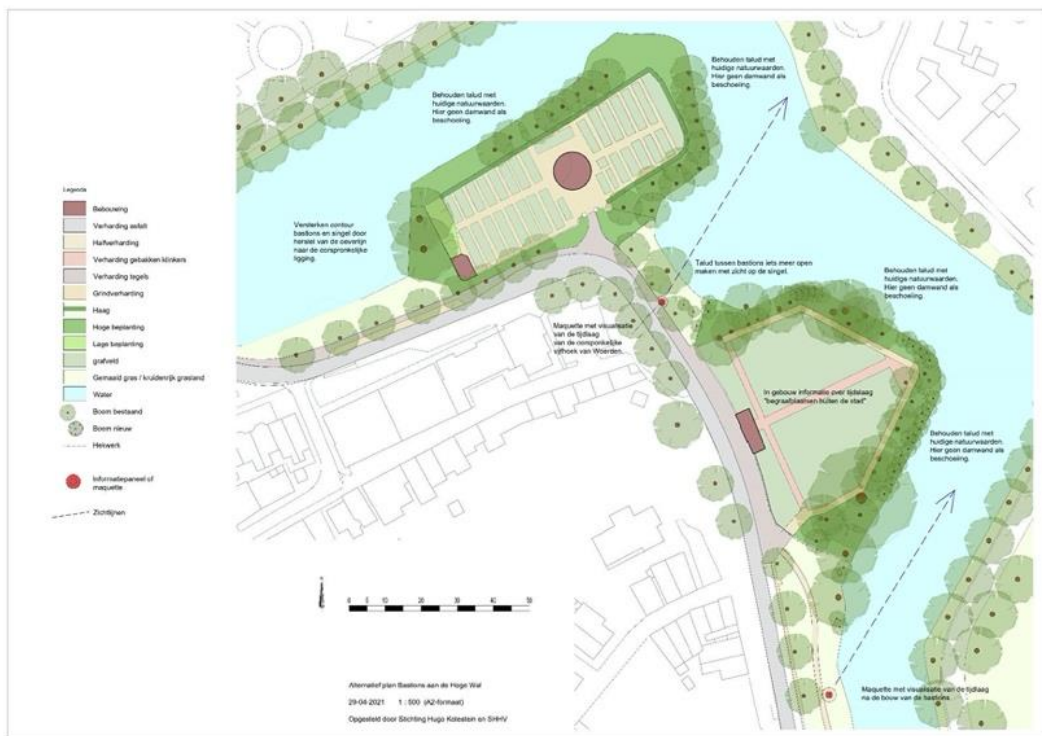 Legenda
Bebouwing
Verharding asfalt
Halfverharding
Verharding gebakken klinkers
Verharding tegels
Grindverharting
Haag
Hoge beplanting
Lage beplanting
grafveld
Gemaaid gras / kruidenrijk grasland
Water
Boom bestaand
Boom nieuw
Hekwerk
Informatiepaneel of
maquette
Zichtlijnen
Behouden talud met
huidige natuurwaarden.
Hier geen damwand als
beschoeiing.
Behouden talud met
huidige natuurwaarden.
Hier geen damwand als
beschoeiing.
Versterken contour
bastions en singel door
herstel van de oeverlijn
naar de oorspronkelijke
ligging.
Talud tussen bastions iets meer open
maken met zicht op de singel.
Behouden talud met
huidige natuurwaarden.
Hier geen damwand als
beschoeiing.
Maquette met visualisatie
van de tijdlaag
van de oorspronkelijke
vijfhoek van Woerden.
In gebouw informatie over tijdslaag
"begraafplaatsen buiten de stad"
Behouden talud met
huidige natuurwaarden.
Hier geen damwand als
beschoeiing.
0 5 10 20 30 40 50
Alternatief plan Bastions aan de Hoge Wal
29-04-2021 1 : 500 (A2-formaat)
Opgesteld door Stichting Hugo Kotestein en SHHV
Maquette met visualisatie van de tijdlaag
na de bouw van de bastions.